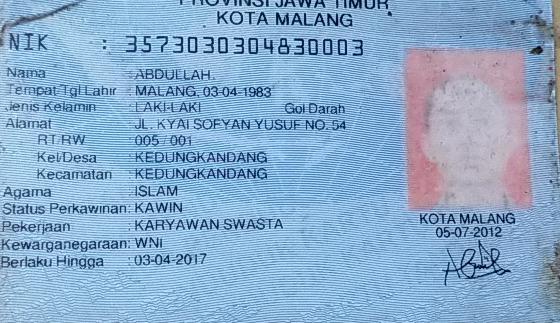 PROVINSI JAWA TIMUR
KOTA MALANG
NIK : 3573030304830003
Nama : ABDULLAH.
Tempat/Tgl Lahir : MALANG, 03-04-1983
Jenis Kelamin : LAKI-LAKI Gol Darah
Alamat : JL. KYAI SOFYAN YUSUF NO. 54
RT/RW : 005 / 001
Kel/Desa : KEDUNGKANDANG
Kecamatan : KEDUNGKANDANG
Agama : ISLAM
Status Perkawinan: KAWIN
Pekerjaan : KARYAWAN SWASTA
Kewarganegaraan: WNI
Berlaku Hingga : 03-04-2017
KOTA MALANG
05-07-2012